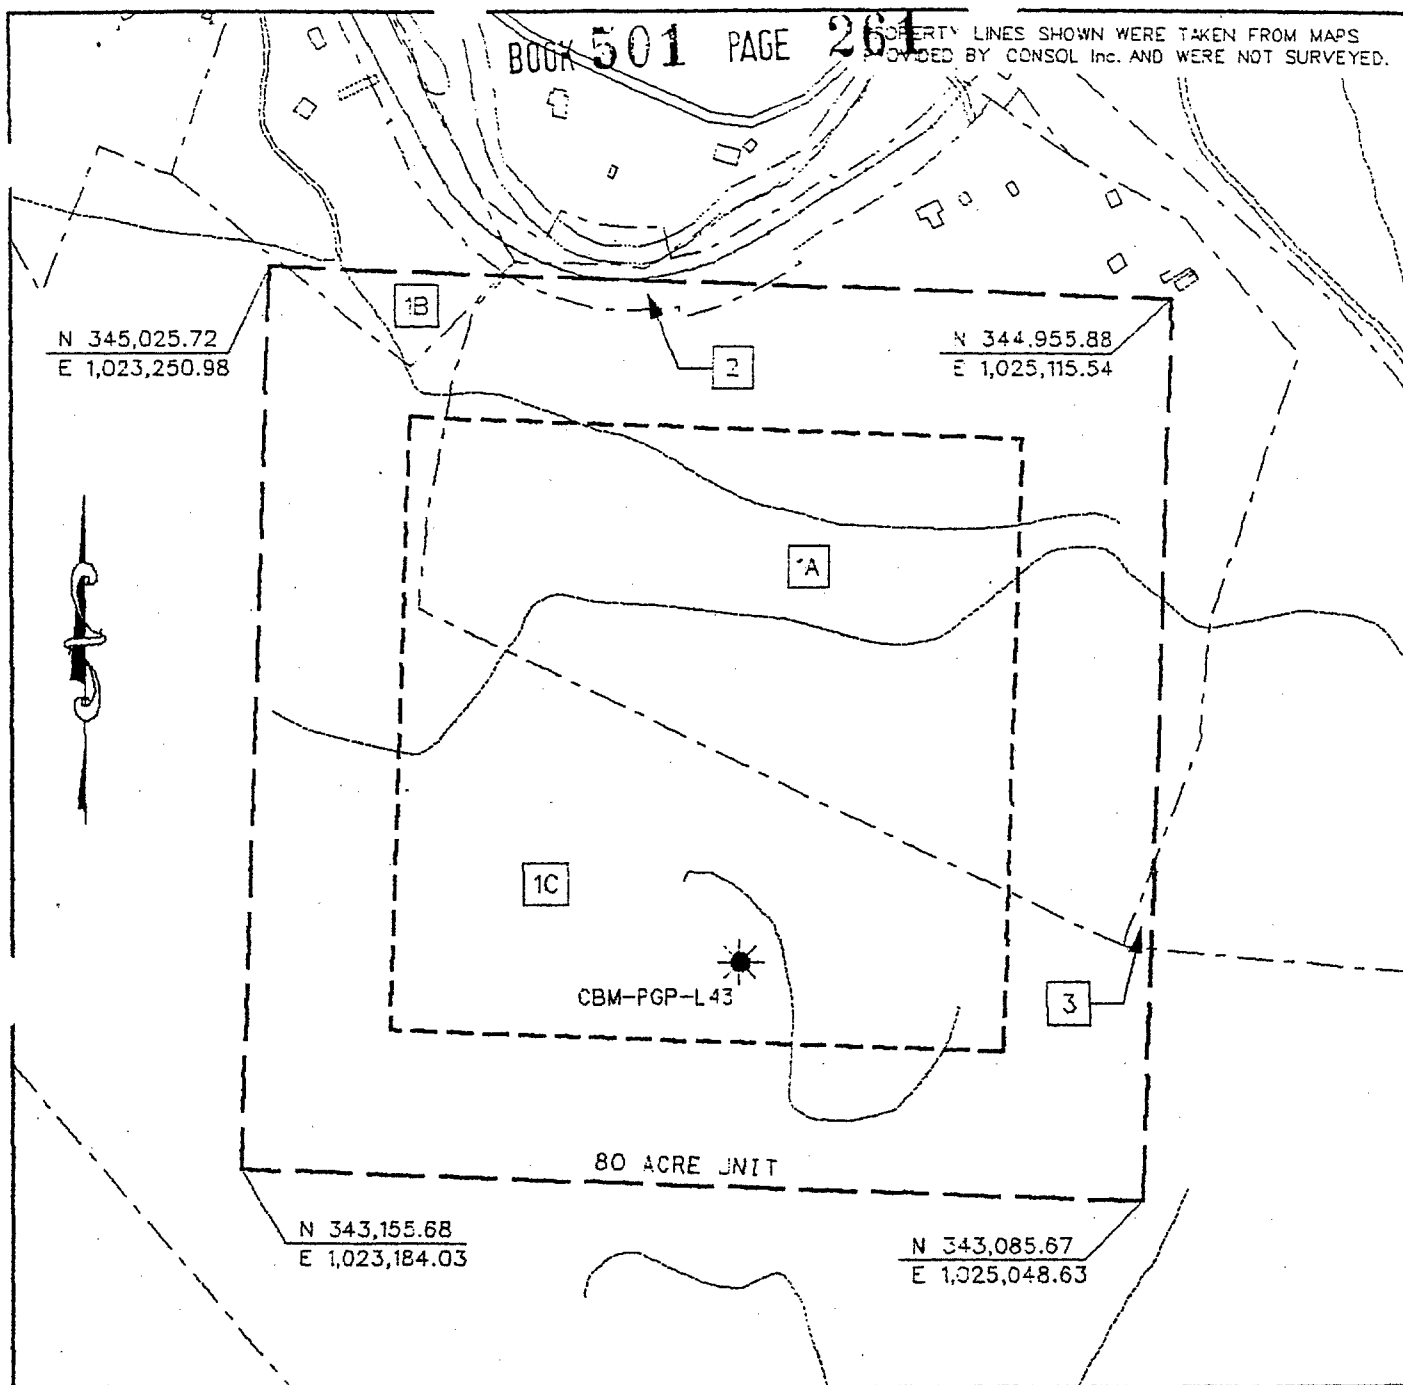 BOOK 501 PAGE 261
PROPERTY LINES SHOWN WERE TAKEN FROM MAPS
PROVIDED BY CONSOL Inc. AND WERE NOT SURVEYED.
1B
N 345,025.72
E 1,023,250.98
N 344,955.88
E 1,025,115.54
2
1A
1C
CBM-PGP-L43
3
80 ACRE UNIT
N 343,155.68
E 1,023,184.03
N 343,085.67
E 1,025,048.63